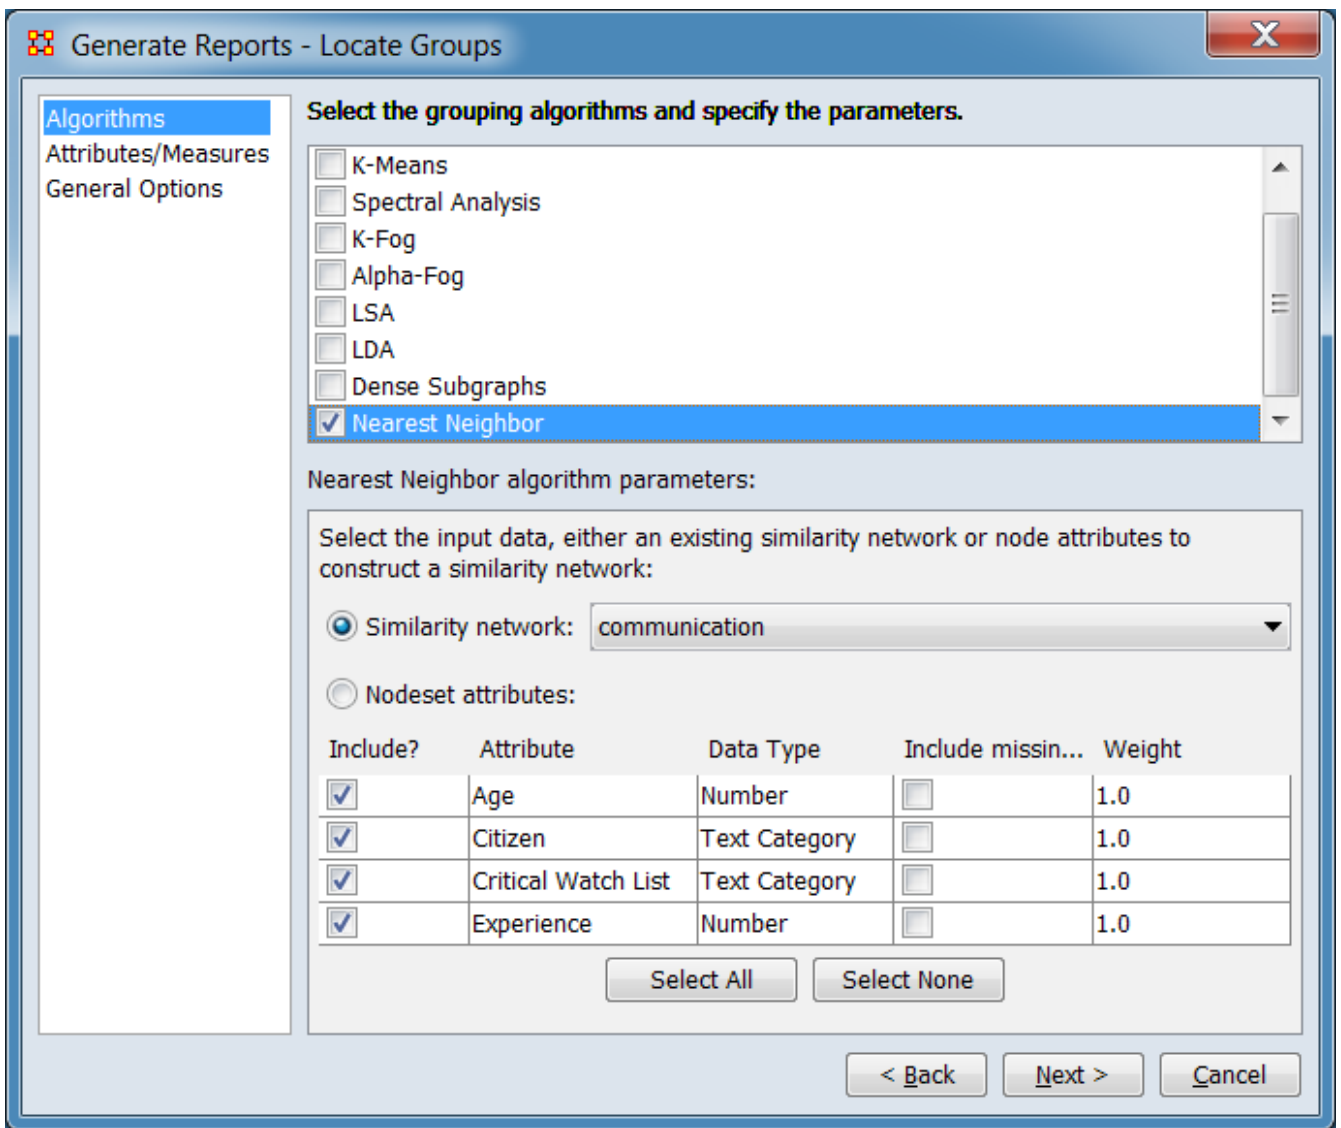 Generate Reports - Locate Groups
Algorithms
Attributes/Measures
General Options
Select the grouping algorithms and specify the parameters.
K-Means
Spectral Analysis
K-Fog
Alpha-Fog
LSA
LDA
Dense Subgraphs
Nearest Neighbor
Nearest Neighbor algorithm parameters:
Select the input data, either an existing similarity network or node attributes to
construct a similarity network:
Similarity network: communication
Nodeset attributes:
Include? Attribute Data Type Include missin... Weight
Age Number 1.0
Citizen Text Category 1.0
Critical Watch List Text Category 1.0
Experience Number 1.0
Select All Select None
< Back Next > Cancel